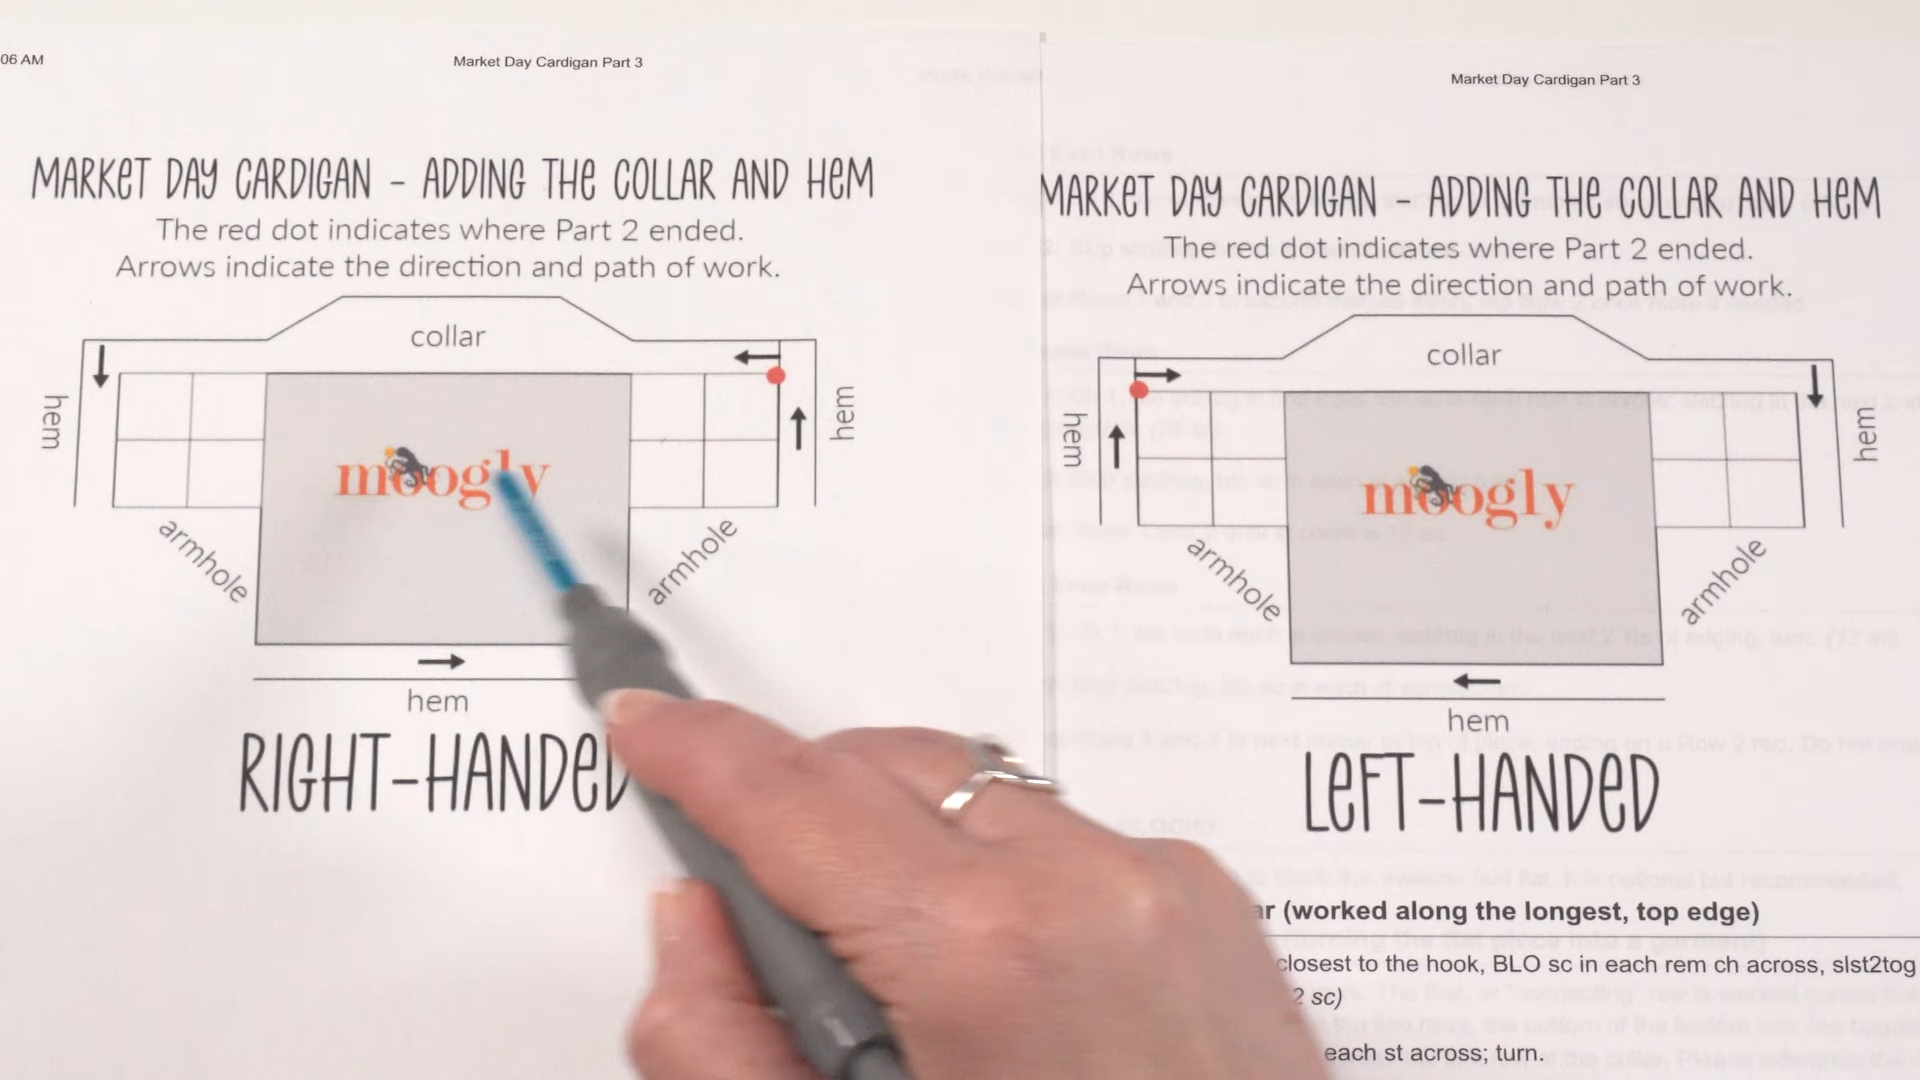 06 AM
Market Day Cardigan Part 3
MARKET DAY CARDIGAN - ADDING THE COLLAR AND HEM
The red dot indicates where Part 2 ended.
Arrows indicate the direction and path of work.
collar
hem
hem
moogly
armhole
armhole
hem
RIGHT-HANDED
Market Day Cardigan Part 3
MARKET DAY CARDIGAN - ADDING THE COLLAR AND HEM
The red dot indicates where Part 2 ended.
Arrows indicate the direction and path of work.
collar
hem
hem
moogly
armhole
armhole
hem
LEFT-HANDED
(worked along the longest, top edge)
closest to the hook, BLO sc in each rem ch across, slst2tog
2 sc)
each st across; turn.